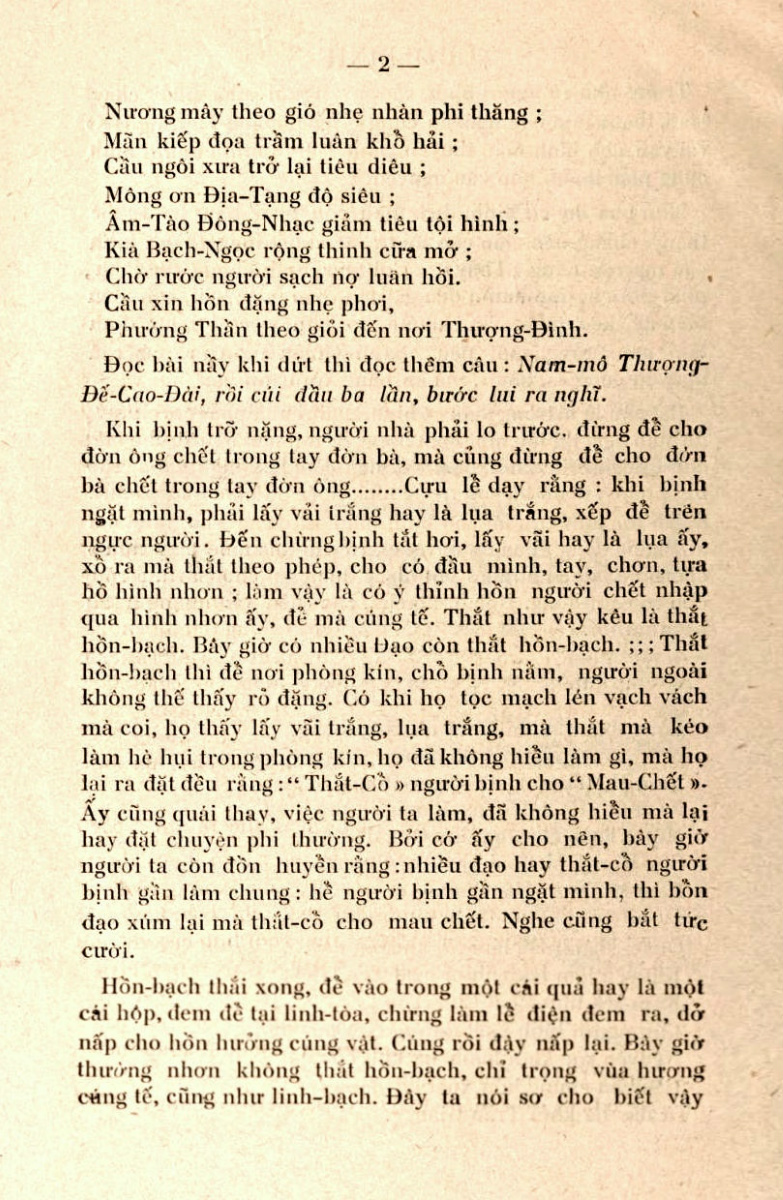 — 2 —
Nương mây theo gió nhẹ nhàn phi thăng ;
Mãn kiếp đọa trầm luân khổ hải ;
Cầu ngôi xưa trở lại tiêu diêu ;
Mông ơn Địa-Tạng độ siêu ;
Âm-Tào Đông-Nhạc giảm tiêu tội hình ;
Kià Bạch-Ngọc rộng thinh cữa mở ;
Chờ rước người sạch nợ luân hồi.
Cầu xin hồn đặng nhẹ phơi,
Phưởng Thần theo giỏi đến nơi Thượng-Đình.
Đọc bài nầy khi dứt thì đọc thêm câu : Nam-mô Thượng-
Đế-Cao-Đài, rồi cúi đầu ba lần, bước lui ra nghĩ.
Khi bịnh trỡ nặng, người nhà phải lo trước. đừng để cho
đờn ông chết trong tay đờn bà, mà củng đừng để cho đờn
bà chết trong tay đờn ông........Cựu lể dạy rằng : khi bịnh
ngặt mình, phải lấy vải trắng hay là lụa trắng, xếp để trên
ngực người. Đến chừng bịnh tắt hơi, lấy vãi hay là lụa ấy,
xổ ra mà thắt theo phép, cho có đầu mình, tay, chơn, tựa
hồ hình nhơn ; làm vậy là có ý thỉnh hồn người chết nhập
qua hình nhơn ấy, để mà cúng tế. Thắt như vậy kêu là thắt
hồn-bạch. Bây giờ có nhiều Đạo còn thắt hồn-bạch. ;;; Thắt
hồn-bạch thì để nơi phòng kín, chổ bịnh nằm, người ngoài
không thế thấy rỏ đặng. Có khi họ tọc mạch lén vạch vách
mà coi, họ thấy lấy vãi trắng, lụa trắng, mà thắt mà kéo
làm hè hụi trong phòng kín, họ đã không hiểu làm gì, mà họ
lại ra đặt đều rằng : “ Thắt-Cổ » người bịnh cho “ Mau-Chết ».
Ấy cũng quái thay, việc người ta làm, đã không hiểu mà lại
hay đặt chuyện phi thường. Bởi cớ ấy cho nên, bây giờ
người ta còn đồn huyễn rằng : nhiều đạo hay thắt-cổ người
bịnh gần lâm chung : hể người bịnh gần ngặt mình, thì bổn
đạo xúm lại mà thắt-cổ cho mau chết. Nghe cũng bắt tức
cười.
Hồn-bạch thắt xong, để vào trong một cái quả hay là một
cái hộp, đem để tại linh-tòa, chừng làm lể điện đem ra, dở
nấp cho hồn hưởng cúng vật. Cúng rồi đậy nấp lại. Bây giờ
thường nhơn không thắt hồn-bạch, chỉ trọng vùa hương
cúng tế, cũng như linh-bạch. Đây ta nói sơ cho biết vậy